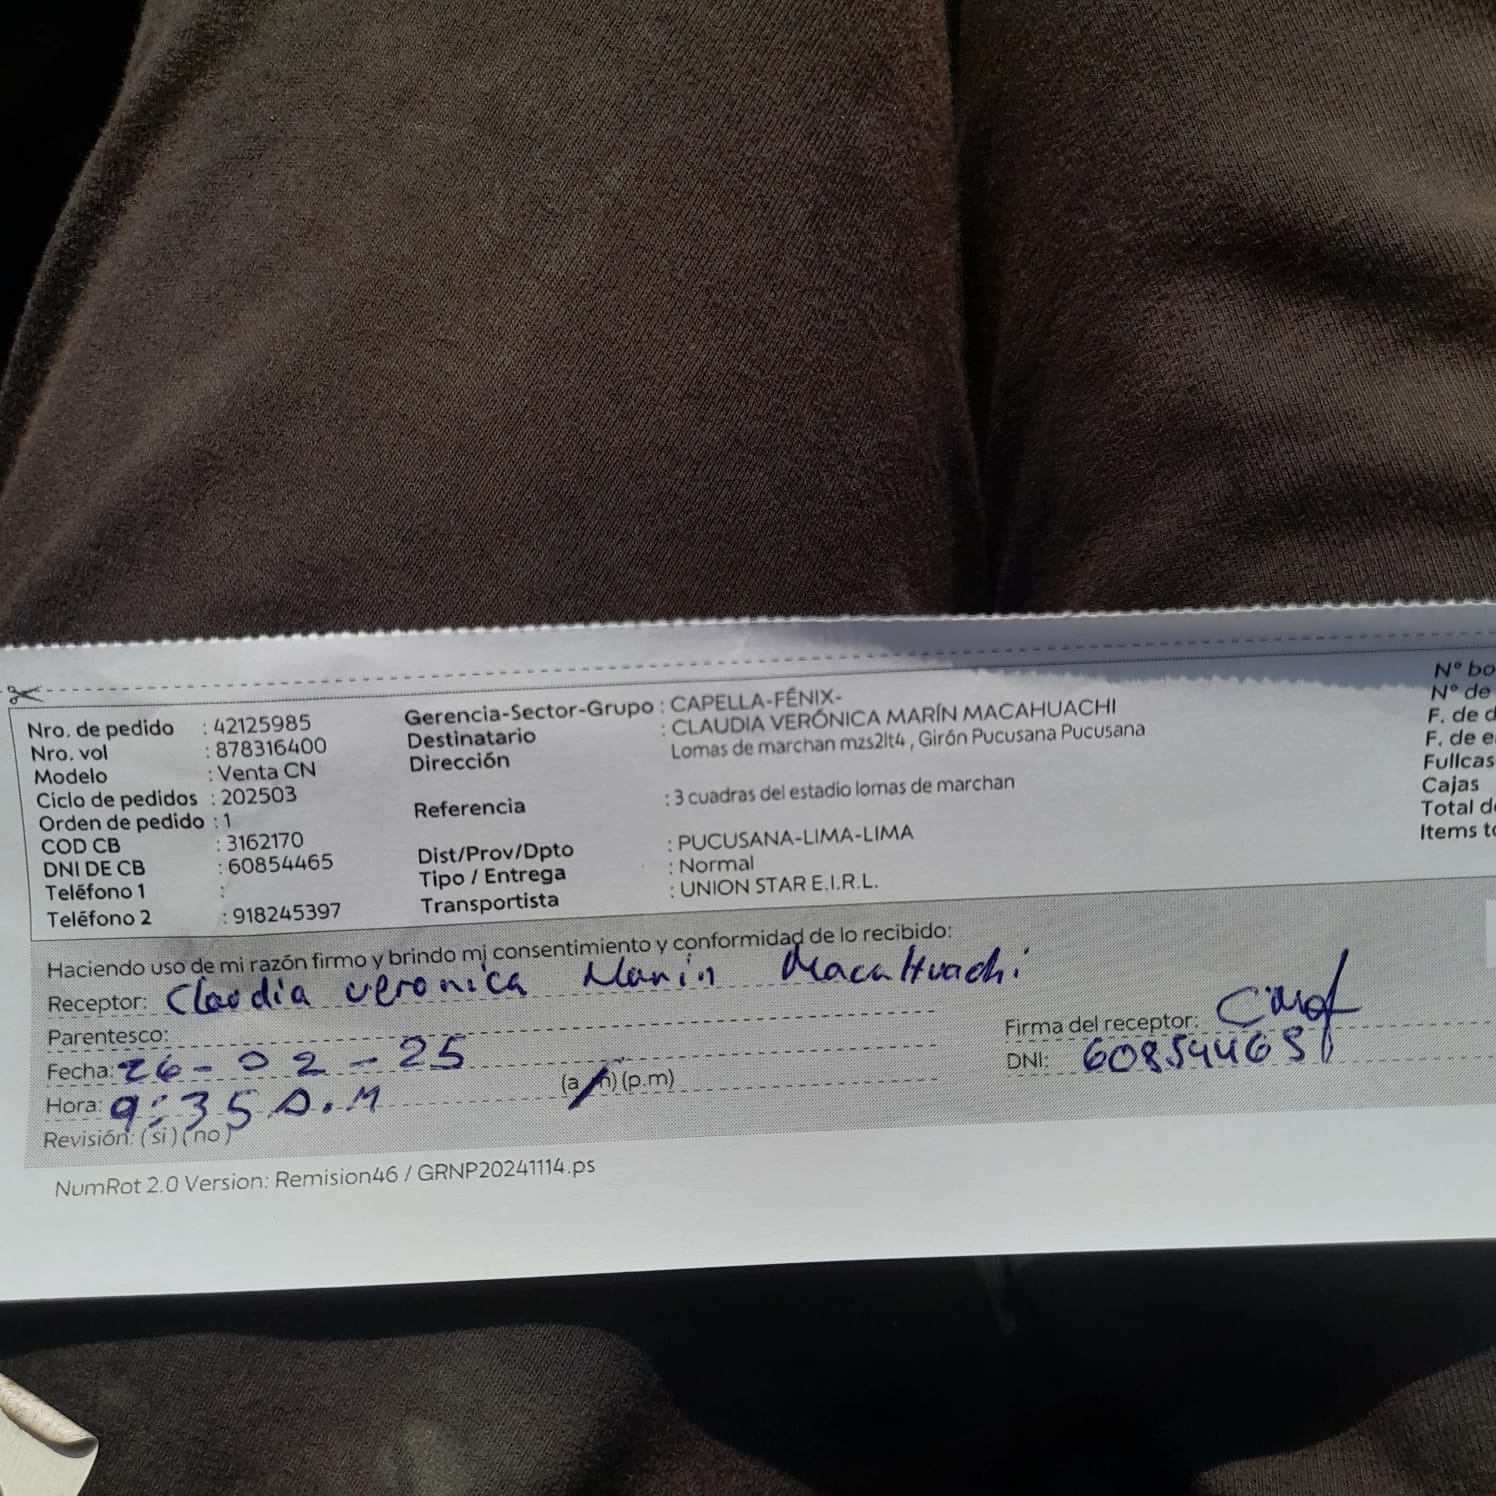 Nro. de pedido : 42125985
Nro. vol : 878316400
Modelo : Venta CN
Ciclo de pedidos : 202503
Orden de pedido : 1
COD CB : 3162170
DNI DE CB : 60854465
Teléfono 1 :
Teléfono 2 : 918245397
Gerencia-Sector-Grupo : CAPELLA-FÉNIX-
Destinatario : CLAUDIA VERÓNICA MARÍN MACAHUACHI
Dirección Lomas de marchan mzs2lt4 , Girón Pucusana Pucusana
Referencia : 3 cuadras del estadio lomas de marchan
Dist/Prov/Dpto : PUCUSANA-LIMA-LIMA
Tipo / Entrega : Normal
Transportista : UNION STAR E.I.R.L.
N° bo
N° de
F. de d
F. de e
Fullcas
Cajas
Total d
Items to
Haciendo uso de mi razón firmo y brindo mi consentimiento y conformidad de lo recibido:
Receptor: Claudia veronica Marin MacaHuachi
Parentesco:
Fecha: 26-02-25
Hora: 9:35 A.M (a.m) (p.m)
Revisión: (si) (no)
Firma del receptor:
DNI: 60854465
NumRot 2.0 Version: Remision46 / GRNP20241114.ps